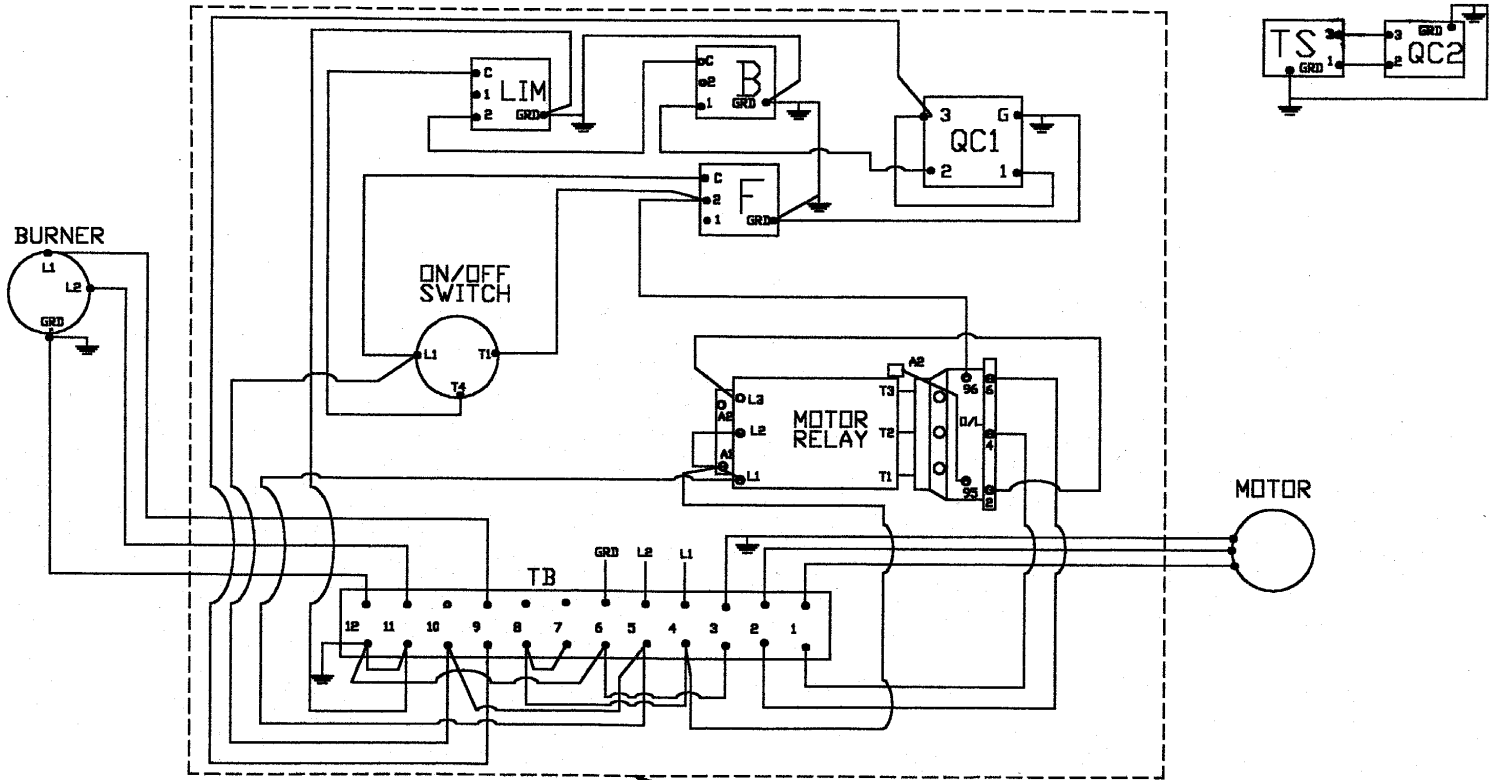 TS
3
1
GRD
3
GRD
QC2
2
C
1
LIM
2
GRD
C
2
B
1
GRD
3
G
QC1
2
1
C
2
F
1
GRD
BURNER
L1
L2
GRD
ON/OFF
SWITCH
L1
T1
T4
A2
L3
A2
L2
A1
L1
MOTOR
RELAY
T3
T2
T1
96
6
O/L
4
95
2
MOTOR
GRD
L2
L1
TB
12
11
10
9
8
7
6
5
4
3
2
1